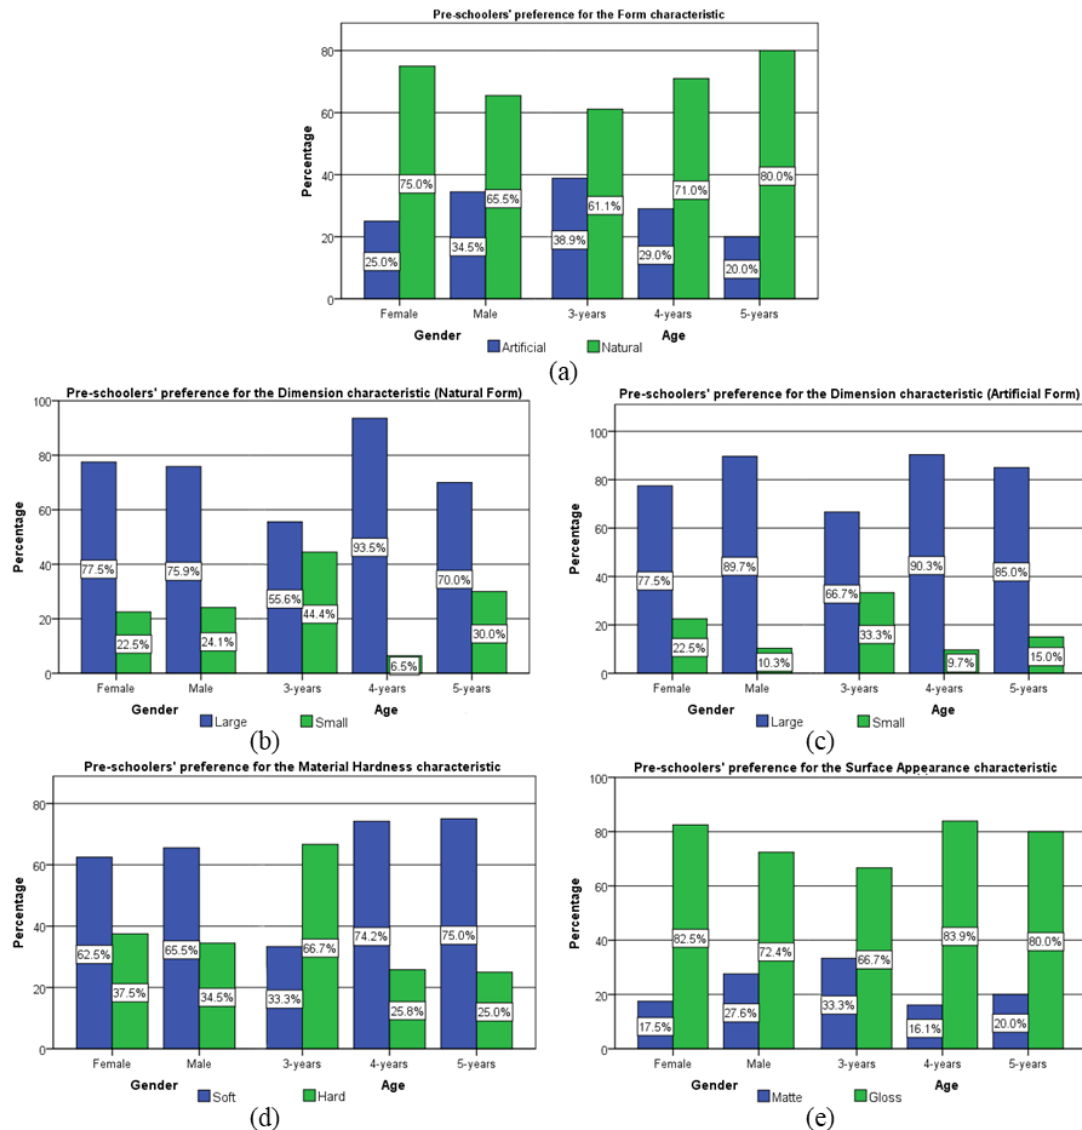 Pre-schoolers' preference for the Form characteristic
Percentage
80
60
40
20
0
25.0%
75.0%
34.5%
65.5%
38.9%
61.1%
29.0%
71.0%
20.0%
80.0%
Female Male 3-years 4-years 5-years
Gender Age
Artificial Natural
(a)
Pre-schoolers' preference for the Dimension characteristic (Natural Form)
Percentage
100
80
60
40
20
0
77.5%
22.5%
75.9%
24.1%
55.6%
44.4%
93.5%
6.5%
70.0%
30.0%
Female Male 3-years 4-years 5-years
Gender Age
Large Small
(b)
Pre-schoolers' preference for the Dimension characteristic (Artificial Form)
Percentage
100
80
60
40
20
0
77.5%
22.5%
89.7%
10.3%
66.7%
33.3%
90.3%
9.7%
85.0%
15.0%
Female Male 3-years 4-years 5-years
Gender Age
Large Small
(c)
Pre-schoolers' preference for the Material Hardness characteristic
Percentage
80
60
40
20
0
62.5%
37.5%
65.5%
34.5%
33.3%
66.7%
74.2%
25.8%
75.0%
25.0%
Female Male 3-years 4-years 5-years
Gender Age
Soft Hard
(d)
Pre-schoolers' preference for the Surface Appearance characteristic
Percentage
100
80
60
40
20
0
17.5%
82.5%
27.6%
72.4%
33.3%
66.7%
16.1%
83.9%
20.0%
80.0%
Female Male 3-years 4-years 5-years
Gender Age
Matte Gloss
(e)